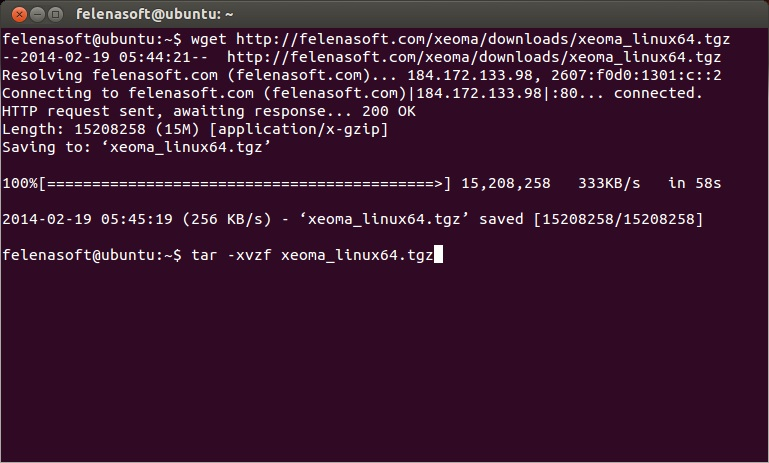 felenasoft@ubuntu: ~
felenasoft@ubuntu:~$ wget http://felenasoft.com/xeoma/downloads/xeoma_linux64.tgz
--2014-02-19 05:44:21--  http://felenasoft.com/xeoma/downloads/xeoma_linux64.tgz
Resolving felenasoft.com (felenasoft.com)... 184.172.133.98, 2607:f0d0:1301:c::2
Connecting to felenasoft.com (felenasoft.com)|184.172.133.98|:80... connected.
HTTP request sent, awaiting response... 200 OK
Length: 15208258 (15M) [application/x-gzip]
Saving to: ‘xeoma_linux64.tgz’
100%[===========================================>] 15,208,258   333KB/s   in 58s
2014-02-19 05:45:19 (256 KB/s) - ‘xeoma_linux64.tgz’ saved [15208258/15208258]
felenasoft@ubuntu:~$ tar -xvzf xeoma_linux64.tgz